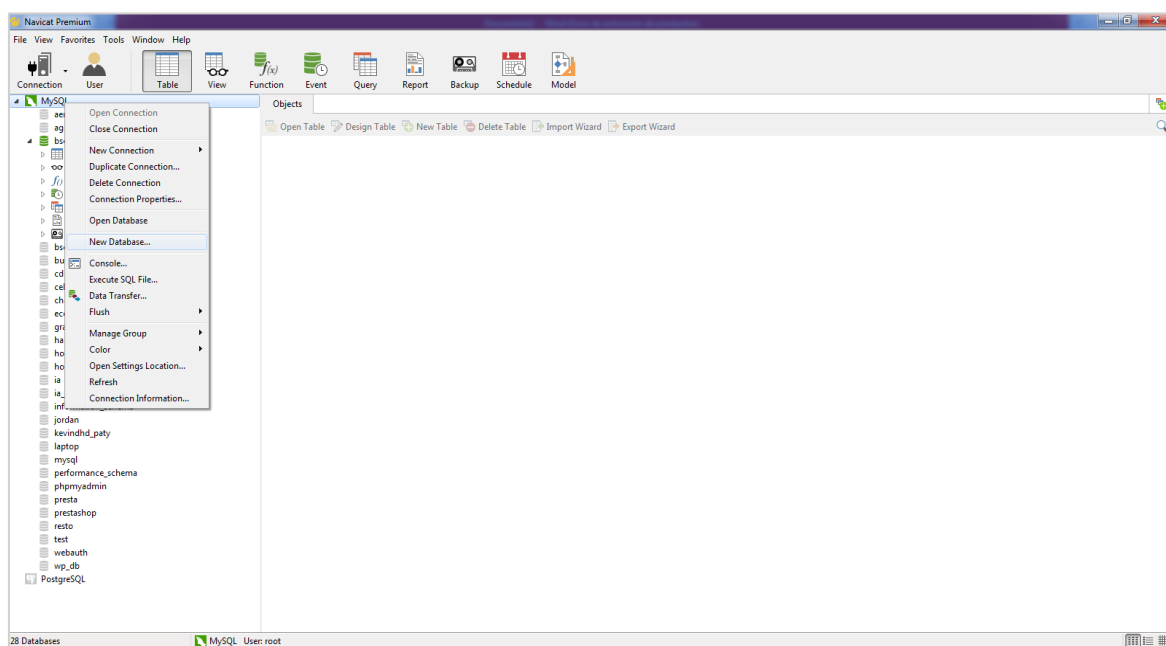 Navicat Premium
File View Favorites Tools Window Help
Connection User Table View Function Event Query Report Backup Schedule Model
MySQL
Objects
Open Table Design Table New Table Delete Table Import Wizard Export Wizard
Open Connection
Close Connection
New Connection
Duplicate Connection...
Delete Connection
Connection Properties...
Open Database
New Database...
Console...
Execute SQL File...
Data Transfer...
Flush
Manage Group
Color
Open Settings Location...
Refresh
Connection Information...
ia
jordan
kevindhd_paty
laptop
mysql
performance_schema
phpmyadmin
presta
prestashop
resto
test
webauth
wp_db
PostgreSQL
28 Databases MySQL User: root